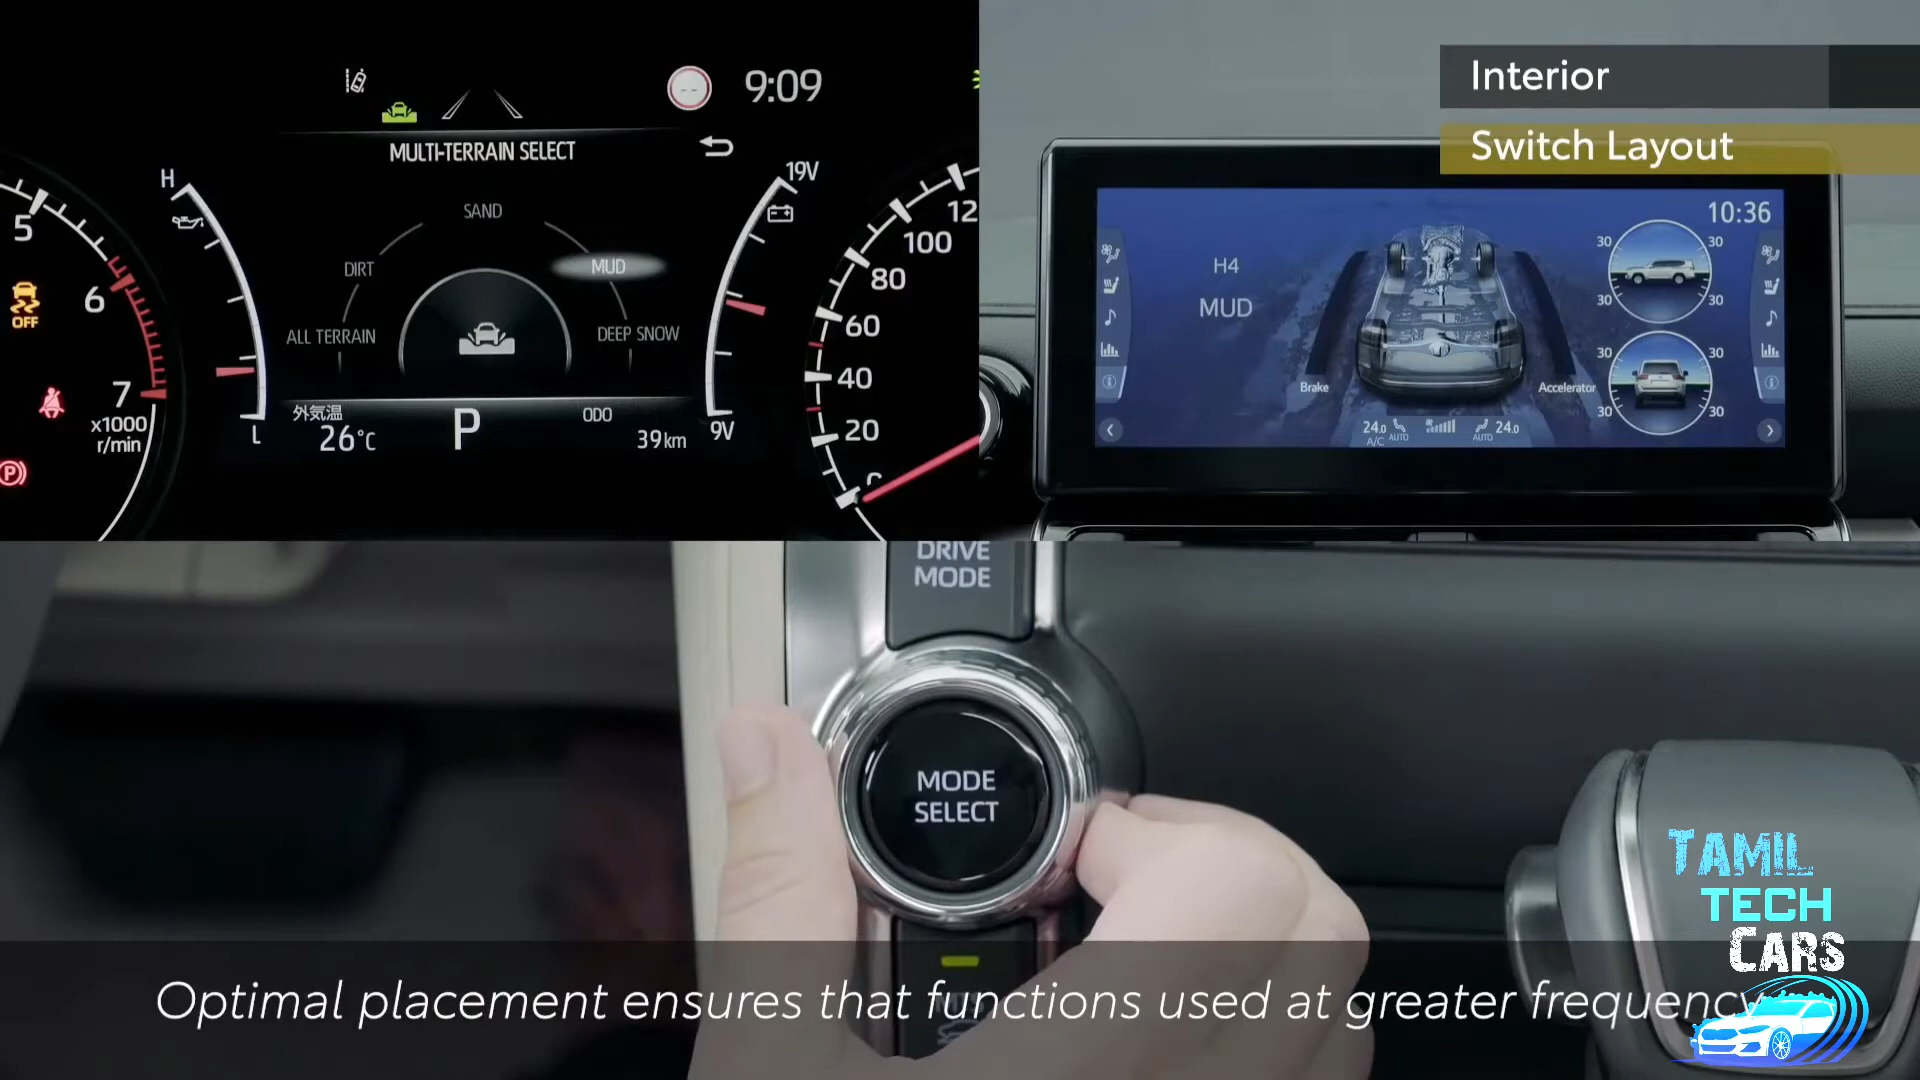 9:09
MULTI-TERRAIN SELECT
H
19V
SAND
DIRT
MUD
ALL TERRAIN
DEEP SNOW
5
6
7
x1000
r/min
OFF
L
外気温
26°C
P
ODO
39km
9V
12
100
80
60
40
20
Interior
Switch Layout
10:36
H4
MUD
30
30
30
30
30
30
30
30
Brake
Accelerator
24.0
A/C
AUTO
AUTO
24.0
DRIVE
MODE
MODE
SELECT
TAMIL
TECH
CARS
Optimal placement ensures that functions used at greater frequency